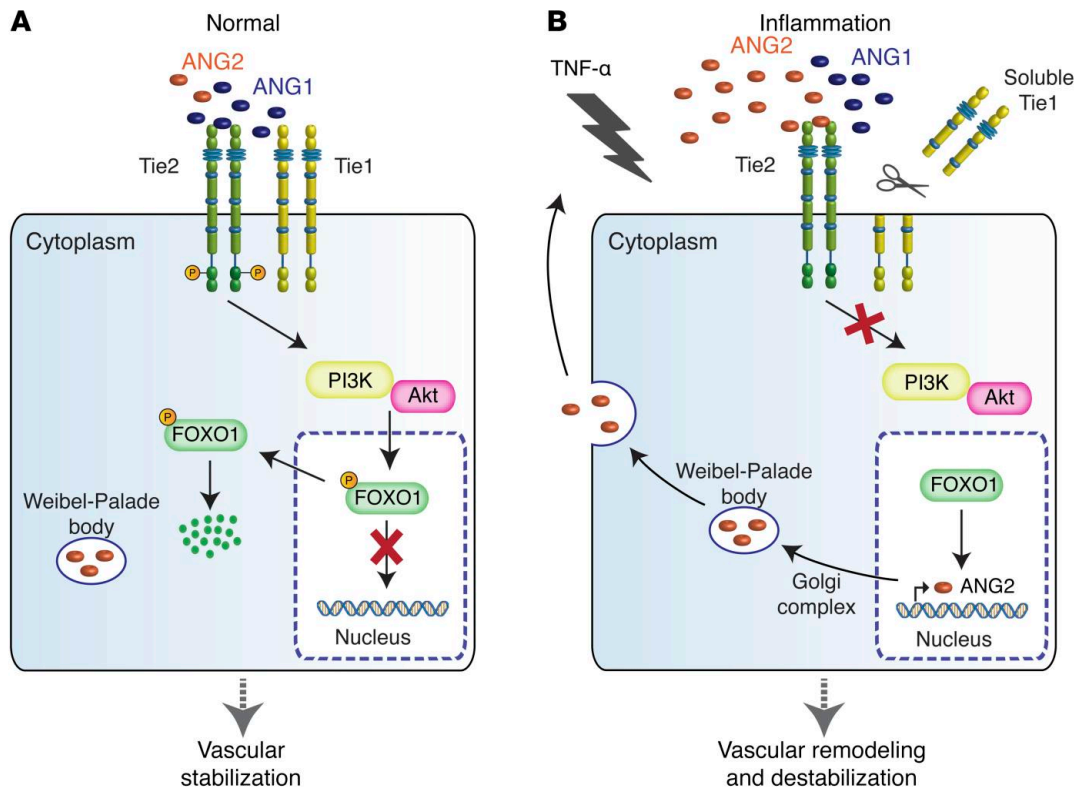 A
Normal
ANG2
ANG1
Tie2
Tie1
Cytoplasm
P
P
PI3K
Akt
P
FOXO1
P
FOXO1
Weibel-Palade
body
Nucleus
Vascular
stabilization
B
Inflammation
TNF-α
ANG2
ANG1
Soluble
Tie1
Tie2
Cytoplasm
PI3K
Akt
FOXO1
Weibel-Palade
body
Golgi
complex
ANG2
Nucleus
Vascular remodeling
and destabilization